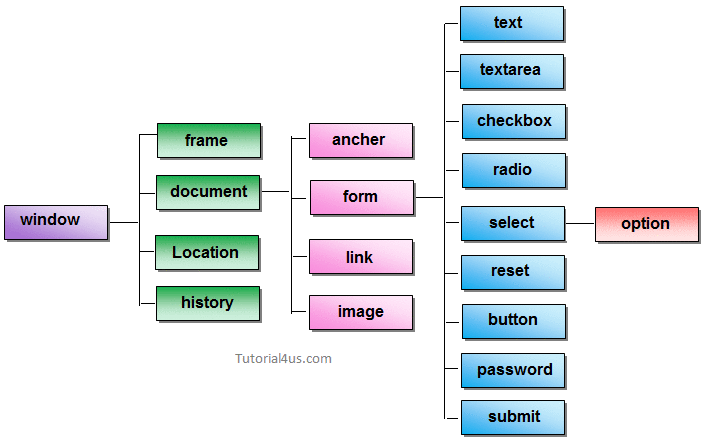 window
frame
document
Location
history
ancher
form
link
image
text
textarea
checkbox
radio
select
reset
button
password
submit
option
Tutorial4us.com